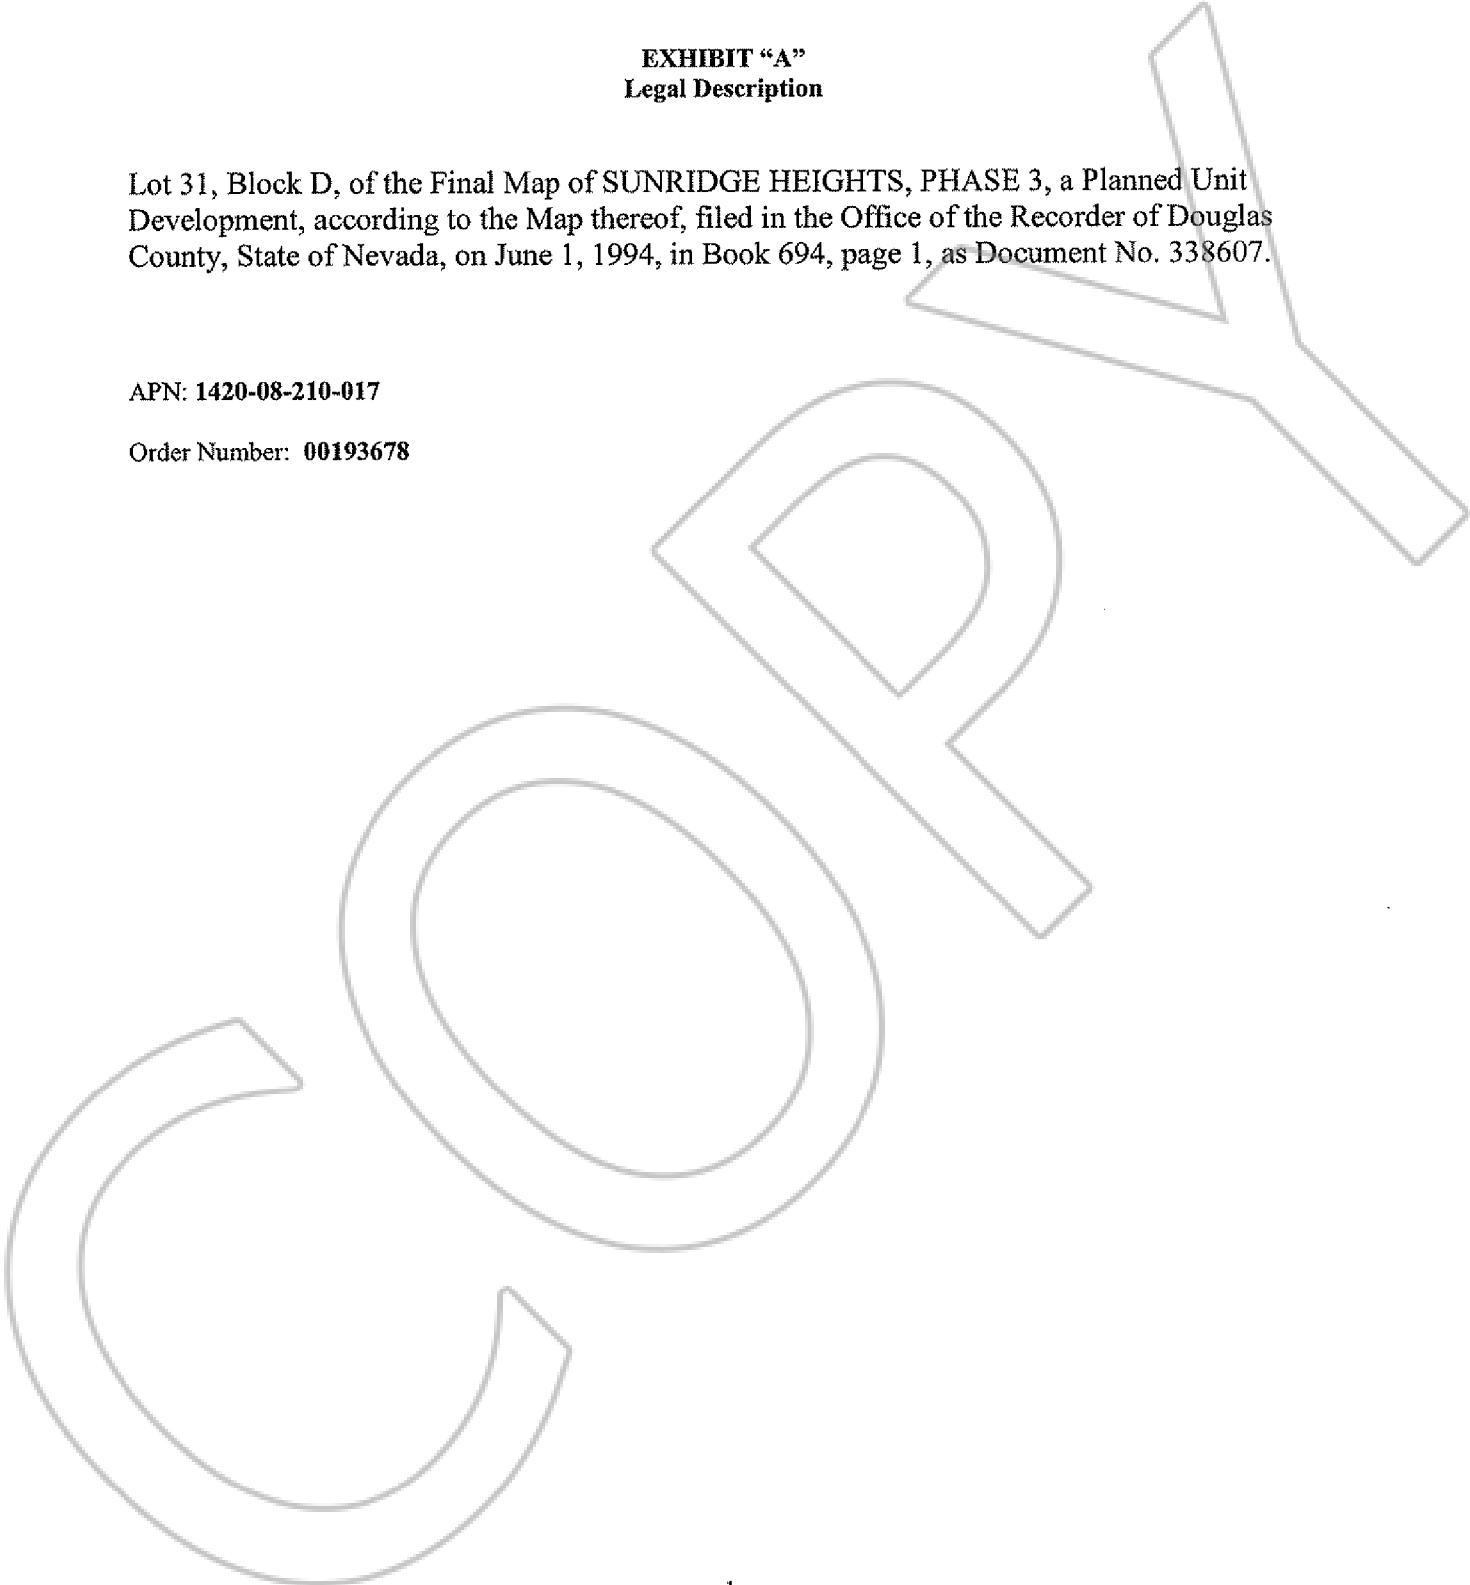 EXHIBIT “A”
Legal Description
Lot 31, Block D, of the Final Map of SUNRIDGE HEIGHTS, PHASE 3, a Planned Unit
Development, according to the Map thereof, filed in the Office of the Recorder of Douglas
County, State of Nevada, on June 1, 1994, in Book 694, page 1, as Document No. 338607.
APN: 1420-08-210-017
Order Number: 00193678
COPY